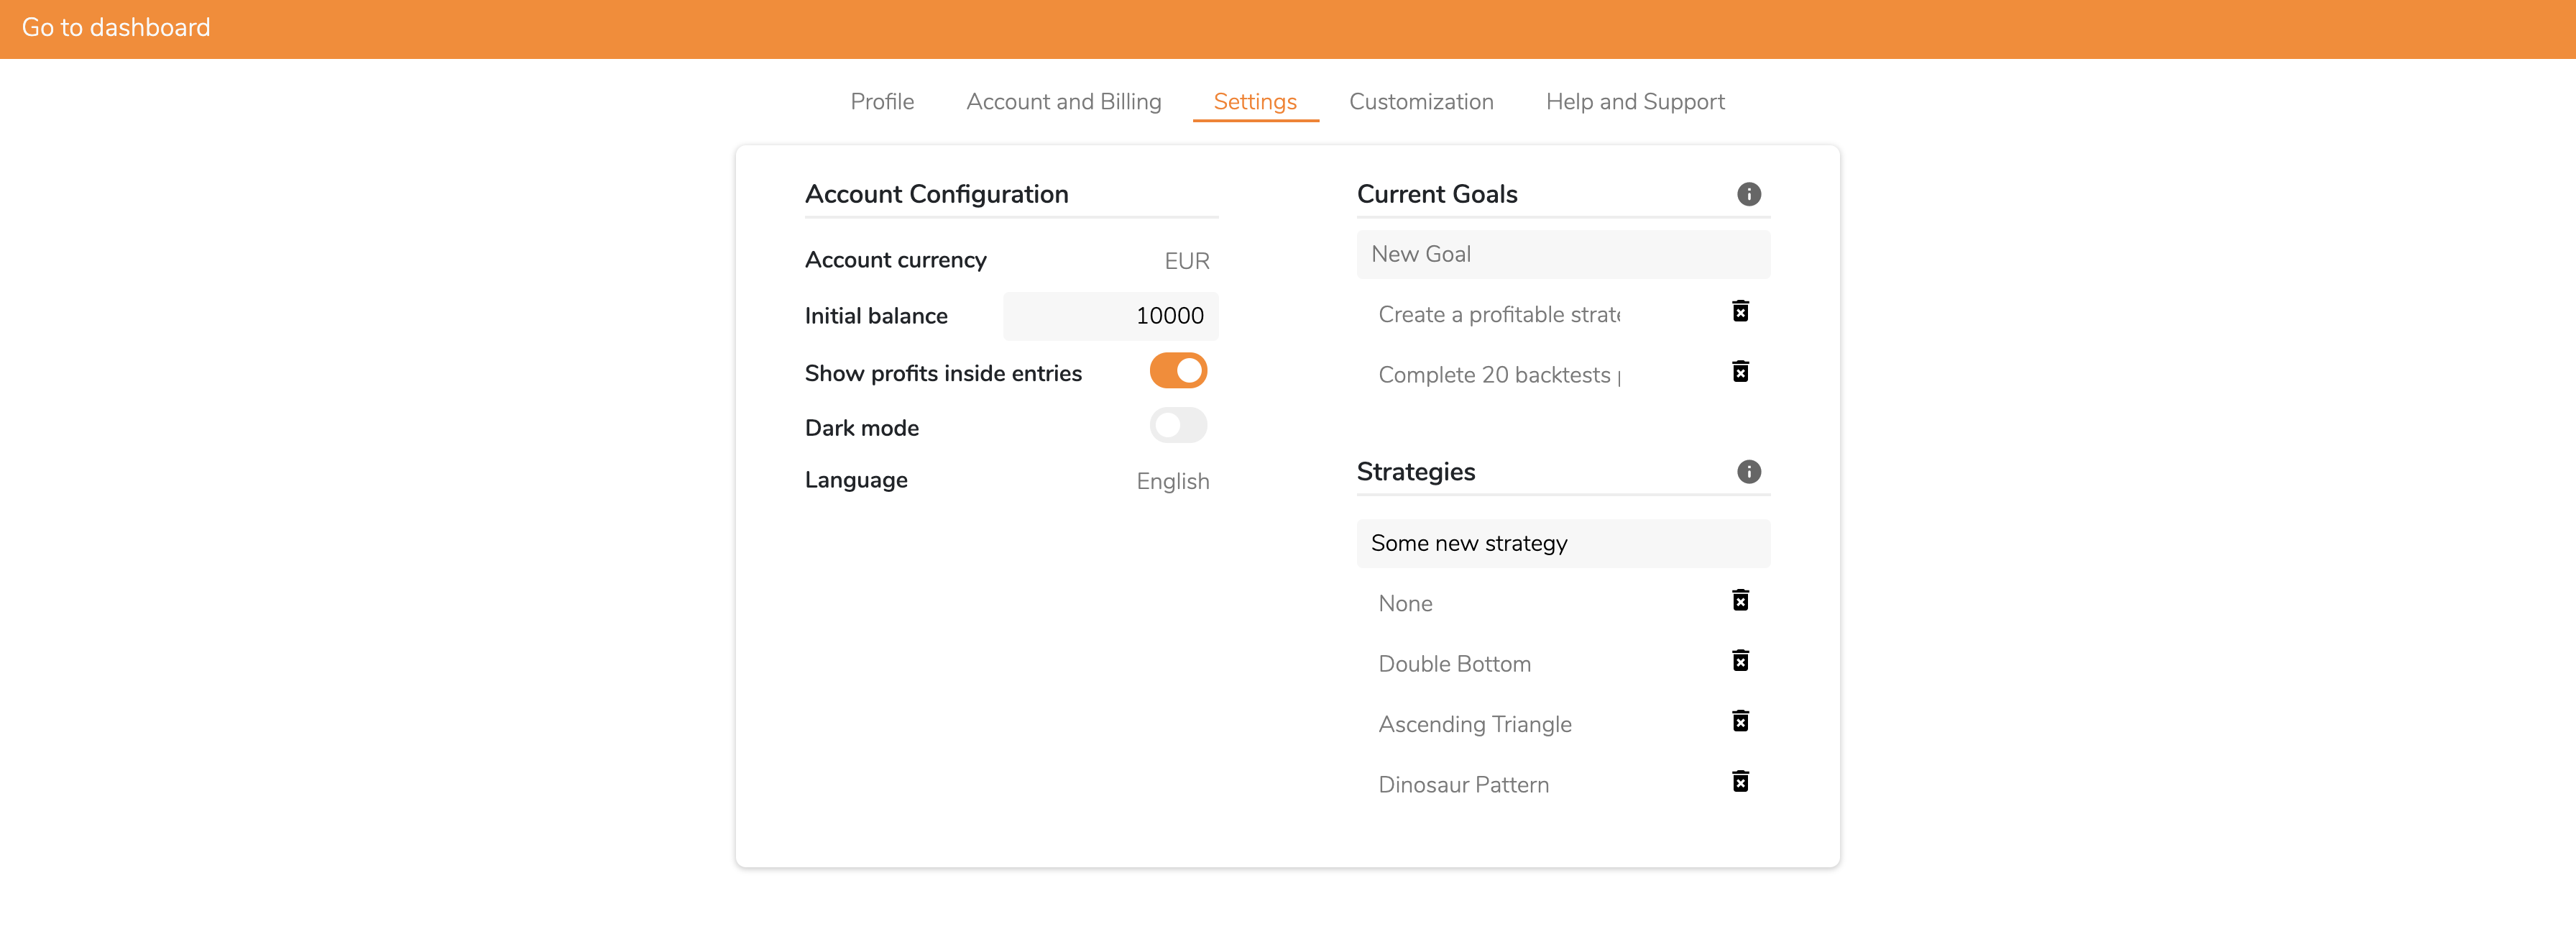 Go to dashboard
Profile
Account and Billing
Settings
Customization
Help and Support
Account Configuration
Account currency
EUR
Initial balance
10000
Show profits inside entries
Dark mode
Language
English
Current Goals
New Goal
Create a profitable strat
Complete 20 backtests
Strategies
Some new strategy
None
Double Bottom
Ascending Triangle
Dinosaur Pattern